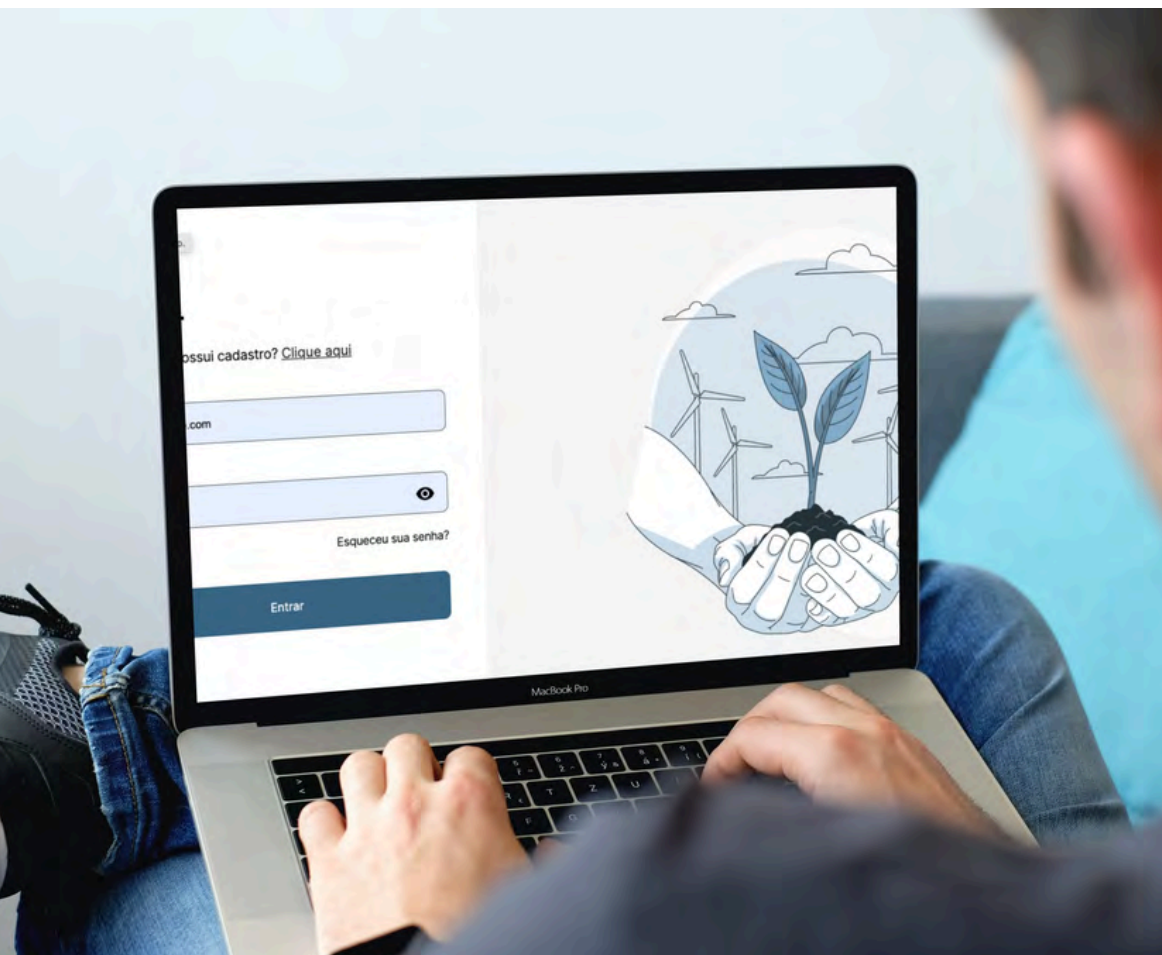 o.
ossui cadastro? Clique aqui
.com
Esqueceu sua senha?
Entrar
MacBook Pro
T Z U
F